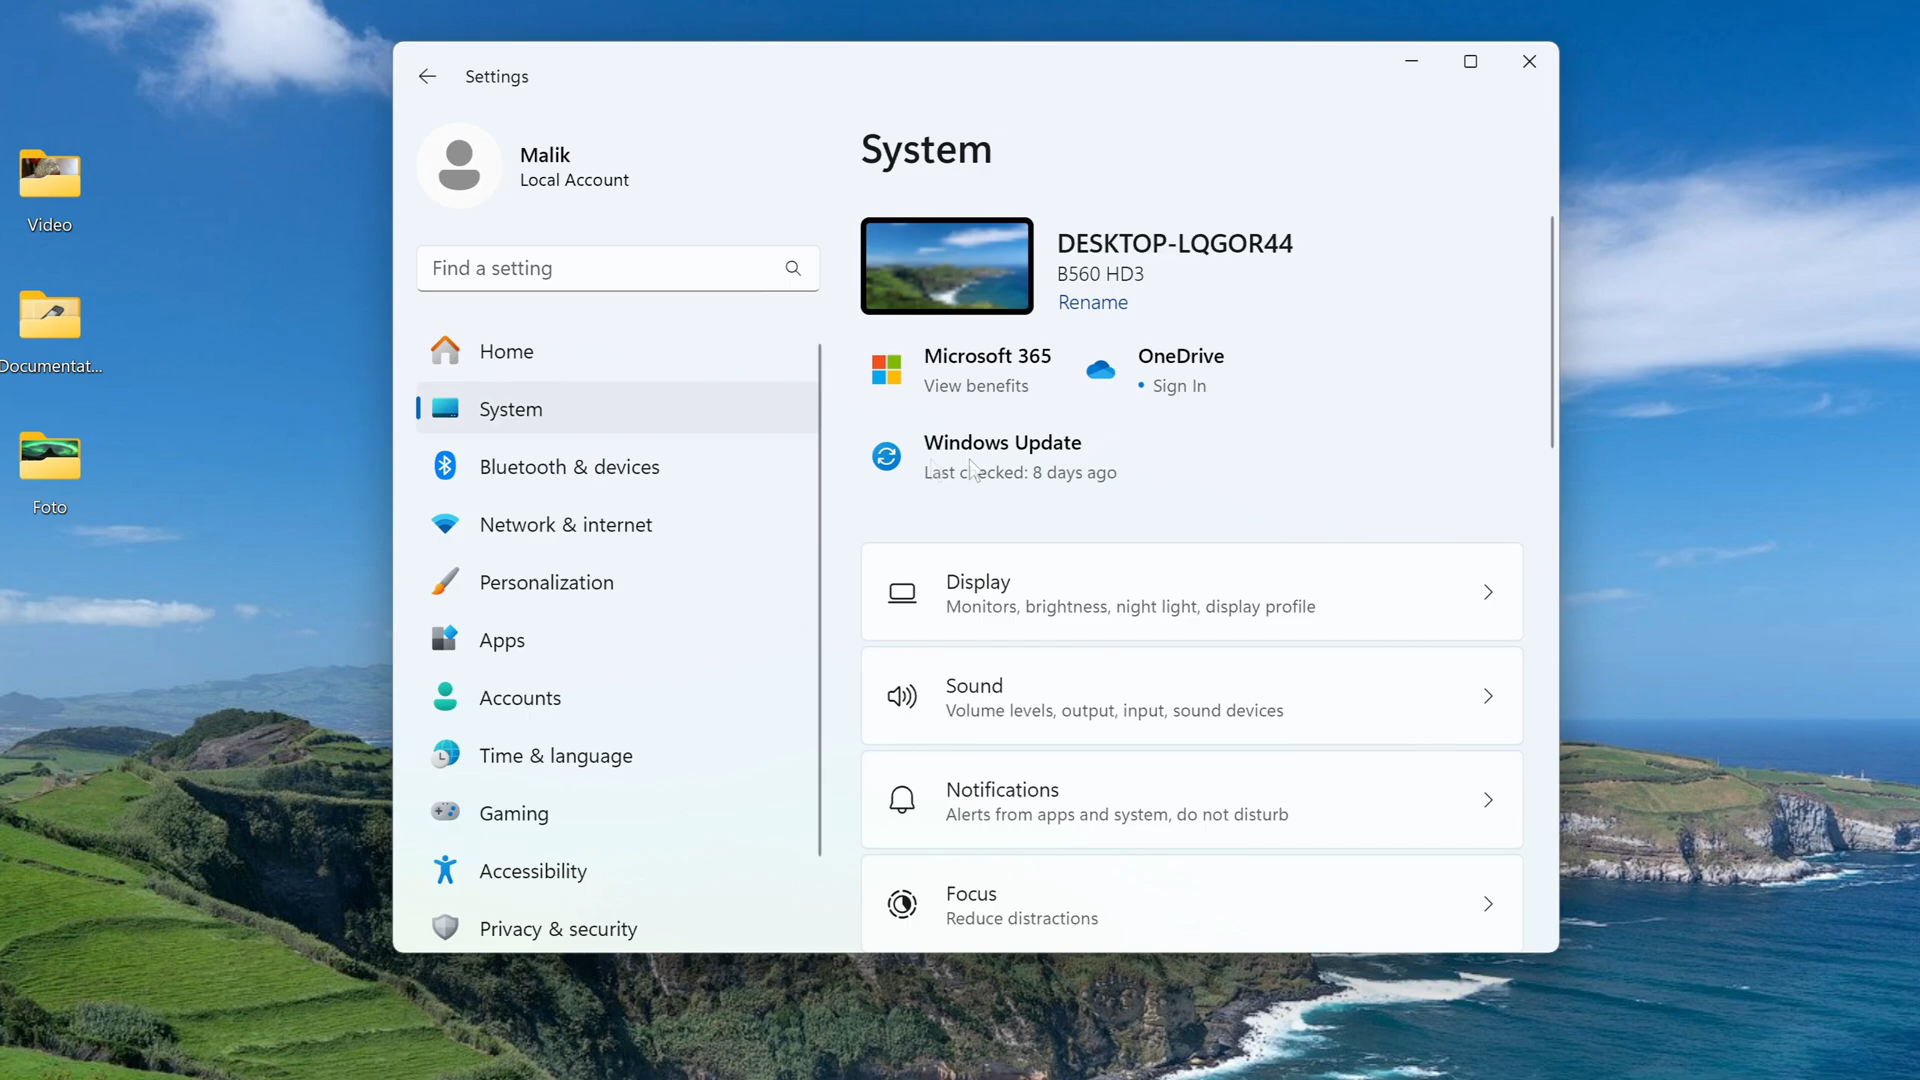 Settings
Malik
Local Account
Find a setting
Home
System
Bluetooth & devices
Network & internet
Personalization
Apps
Accounts
Time & language
Gaming
Accessibility
Privacy & security
System
DESKTOP-LQGOR44
B560 HD3
Rename
Microsoft 365
View benefits
OneDrive
• Sign In
Windows Update
Last checked: 8 days ago
Display
Monitors, brightness, night light, display profile
Sound
Volume levels, output, input, sound devices
Notifications
Alerts from apps and system, do not disturb
Focus
Reduce distractions
Video
Documentat...
Foto